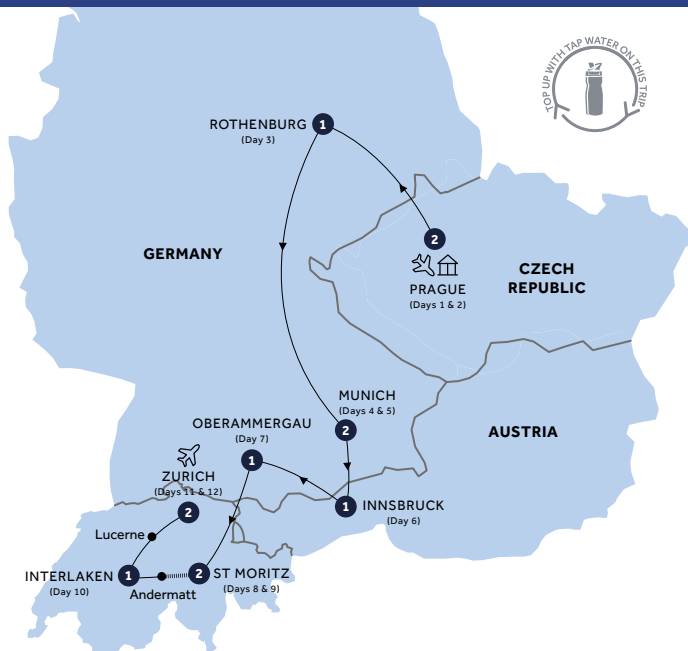 TOP UP WITH TAP WATER ON THIS TRIP
ROTHENBURG
1
(Day 3)
GERMANY
2
PRAGUE
(Days 1 & 2)
CZECH
REPUBLIC
MUNICH
(Days 4 & 5)
2
OBERAMMERGAU
(Day 7)
1
AUSTRIA
ZURICH
(Days 11 & 12)
2
1
INNSBRUCK
(Day 6)
Lucerne
INTERLAKEN
1
(Day 10)
2
ST MORITZ
(Days 8 & 9)
Andermatt